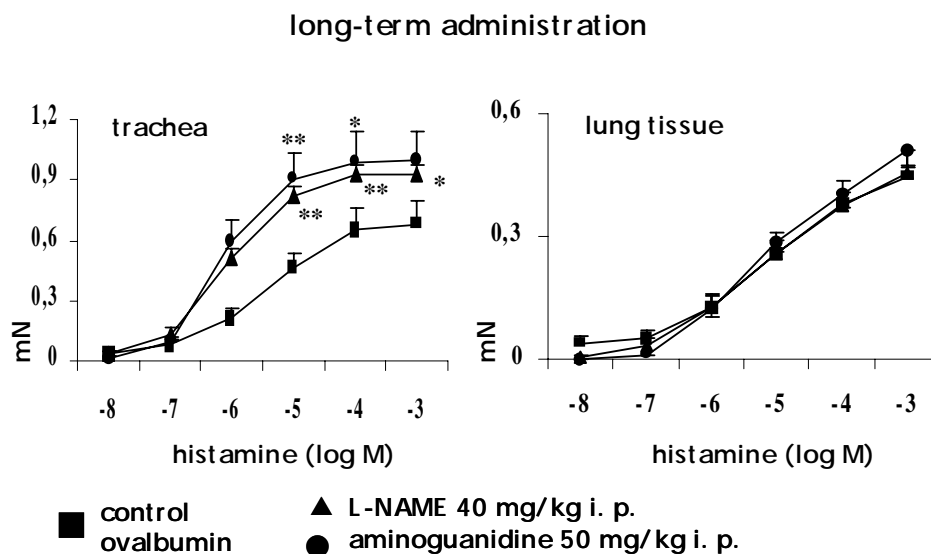 long-term administration
trachea
1,2
0,9
0,6
0,3
0
mN
** *
** ** *
-8 -7 -6 -5 -4 -3
histamine (log M)
lung tissue
0,6
0,3
0
mN
-8 -7 -6 -5 -4 -3
histamine (log M)
control
ovalbumin
L-NAME 40 mg/kg i. p.
aminoguanidine 50 mg/kg i. p.